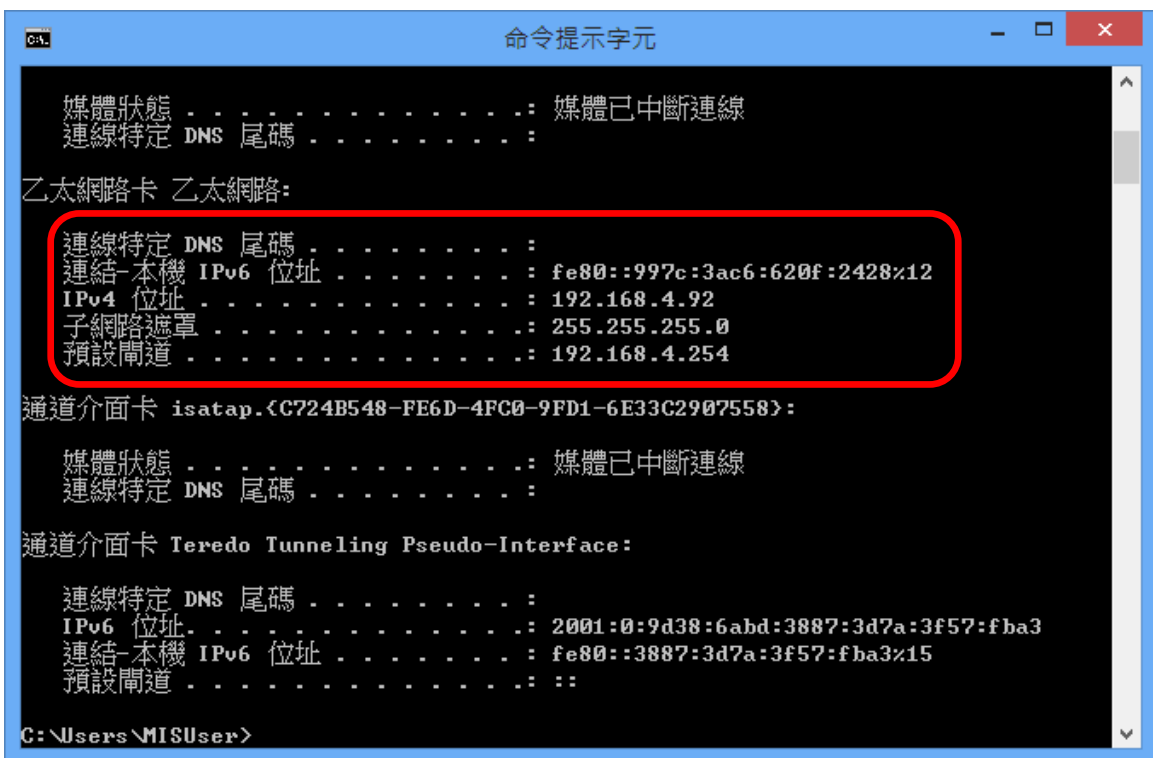 命令提示字元
媒體狀態 . . . . . . . . . . . . .: 媒體已中斷連線
連線特定 DNS 尾碼 . . . . . . . . :
乙太網路卡 乙太網路:
連線特定 DNS 尾碼 . . . . . . . . :
連結-本機 IPv6 位址 . . . . . . . : fe80::997c:3ac6:620f:2428%12
IPv4 位址 . . . . . . . . . . . . : 192.168.4.92
子網路遮罩 . . . . . . . . . . . .: 255.255.255.0
預設閘道 . . . . . . . . . . . . .: 192.168.4.254
通道介面卡 isatap.{C724B548-FE6D-4FC0-9FD1-6E33C2907558}:
媒體狀態 . . . . . . . . . . . . .: 媒體已中斷連線
連線特定 DNS 尾碼 . . . . . . . . :
通道介面卡 Teredo Tunneling Pseudo-Interface:
連線特定 DNS 尾碼 . . . . . . . . :
IPv6 位址. . . . . . . . . . . . .: 2001:0:9d38:6abd:3887:3d7a:3f57:fba3
連結-本機 IPv6 位址 . . . . . . . : fe80::3887:3d7a:3f57:fba3%15
預設閘道 . . . . . . . . . . . . .: ::
C:\Users\MISUser>